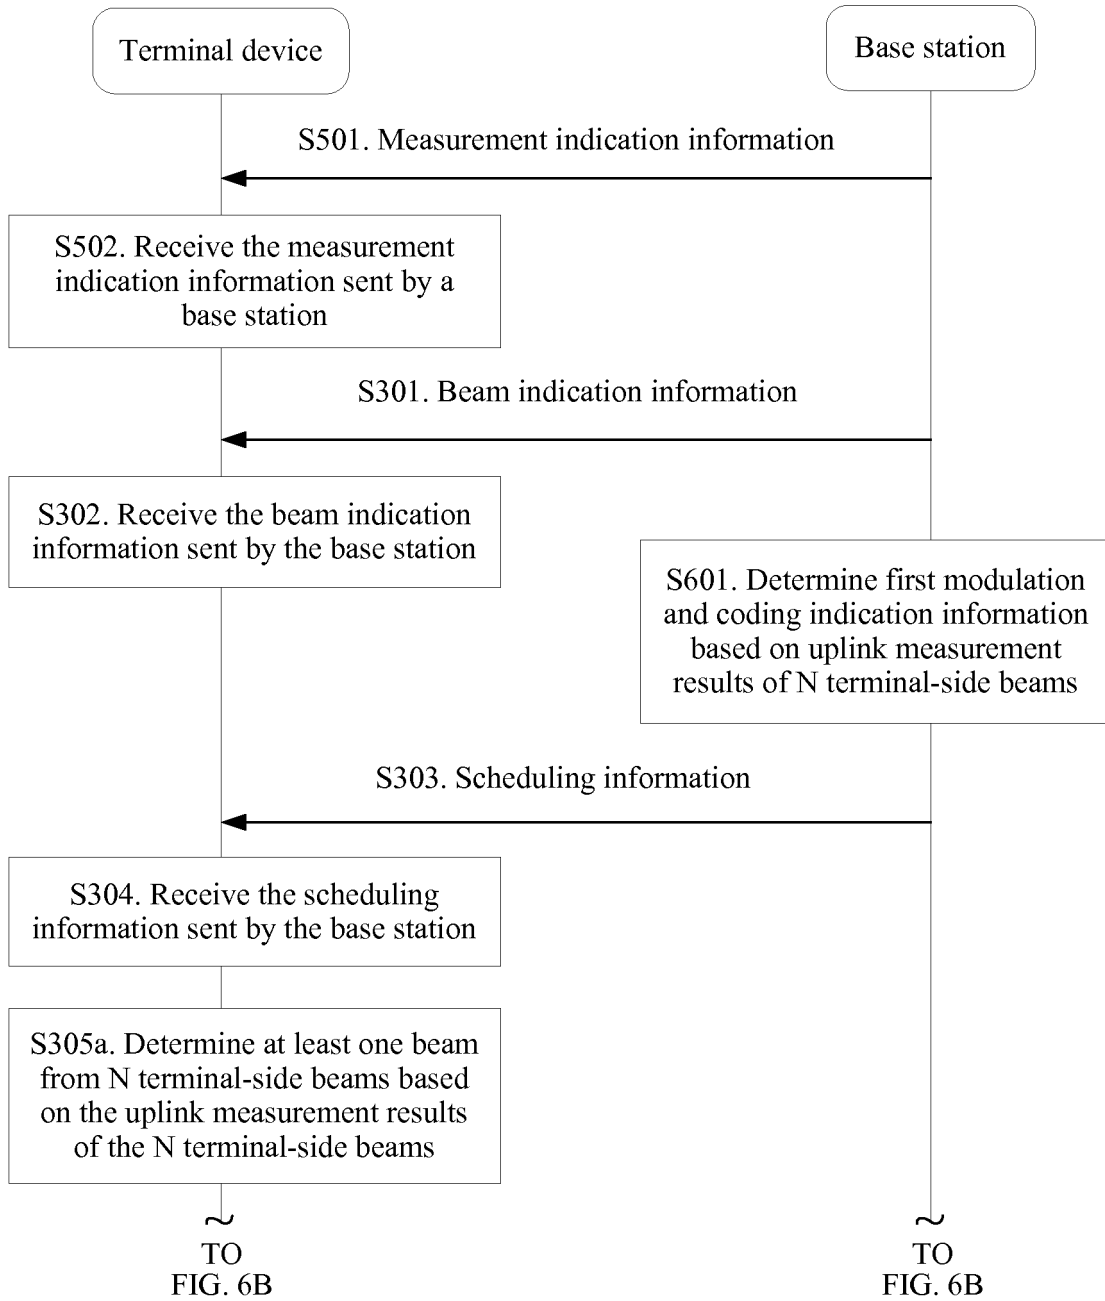 Terminal device
Base station
S501. Measurement indication information
S502. Receive the measurement
indication information sent by a
base station
S301. Beam indication information
S302. Receive the beam indication
information sent by the base station
S601. Determine first modulation
and coding indication information
based on uplink measurement
results of N terminal-side beams
S303. Scheduling information
S304. Receive the scheduling
information sent by the base station
S305a. Determine at least one beam
from N terminal-side beams based
on the uplink measurement results
of the N terminal-side beams
TO
FIG. 6B
TO
FIG. 6B